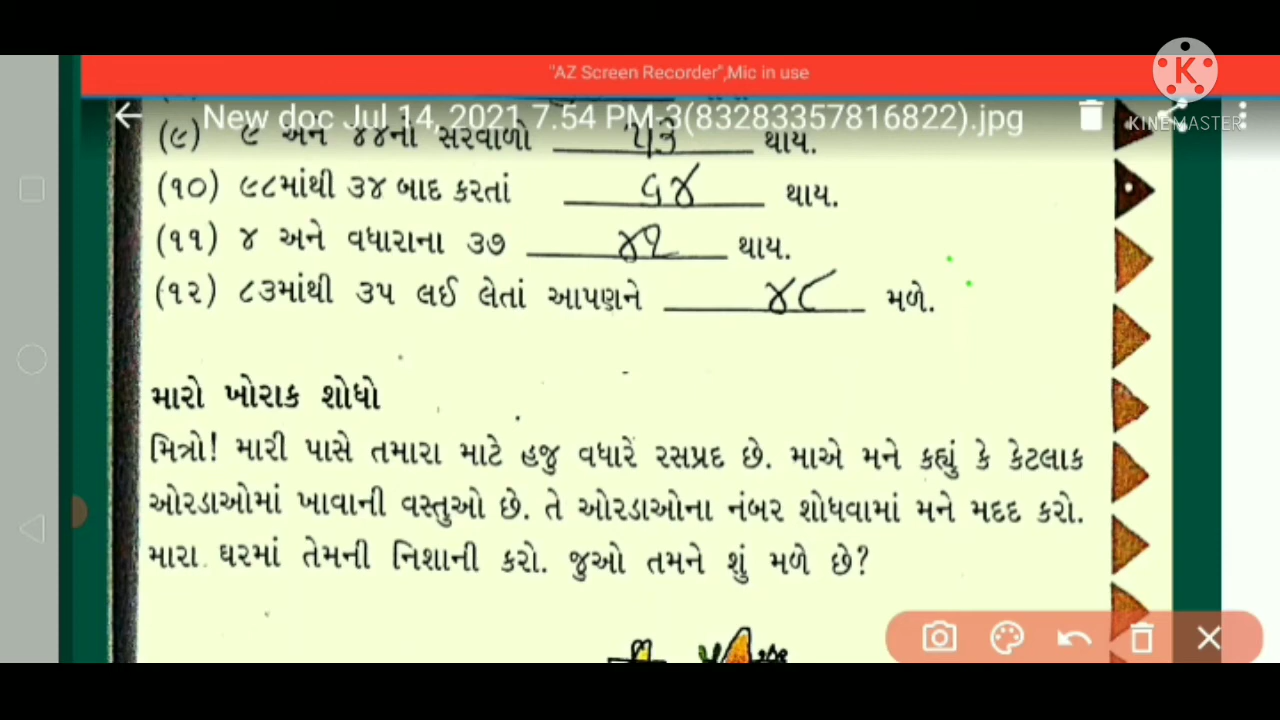 "AZ Screen Recorder",Mic in use
New doc Jul 14, 2021 7.54 PM-3(83283357816822).jpg
KINEMASTER
(૯) ૯ અને ૪૪નો સરવાળો ૫૩ થાય.
(૧૦) ૯૮માંથી ૩૪ બાદ કરતાં ૬૪ થાય.
(૧૧) ૪ અને વધારાના ૩૭ ૪૧ થાય.
(૧૨) ૮૩માંથી ૩૫ લઈ લેતાં આપણને ૪૮ મળે.
મારો ખોરાક શોધો
મિત્રો! મારી પાસે તમારા માટે હજુ વધારે રસપ્રદ છે. માએ મને કહ્યું કે કેટલાક
ઓરડાઓમાં ખાવાની વસ્તુઓ છે. તે ઓરડાઓના નંબર શોધવામાં મને મદદ કરો.
મારા ઘરમાં તેમની નિશાની કરો. જુઓ તમને શું મળે છે?